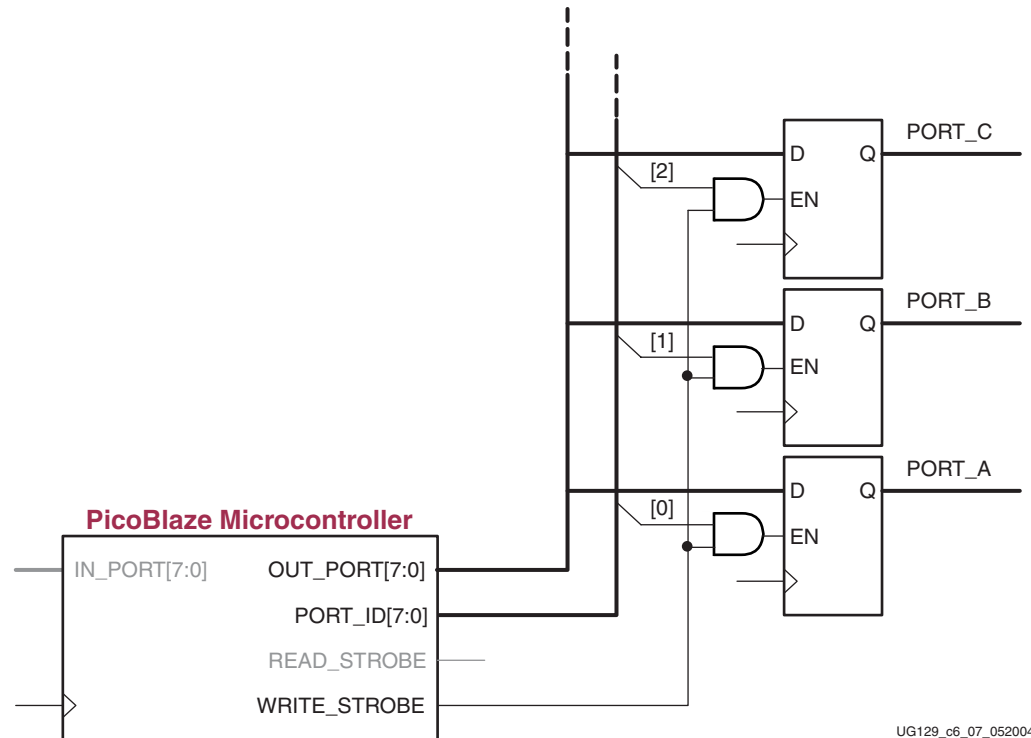 PORT_C
D Q
[2]
EN
PORT_B
D Q
[1]
EN
PORT_A
D Q
[0]
EN
PicoBlaze Microcontroller
IN_PORT[7:0] OUT_PORT[7:0]
PORT_ID[7:0]
READ_STROBE
WRITE_STROBE
UG129_c6_07_052004